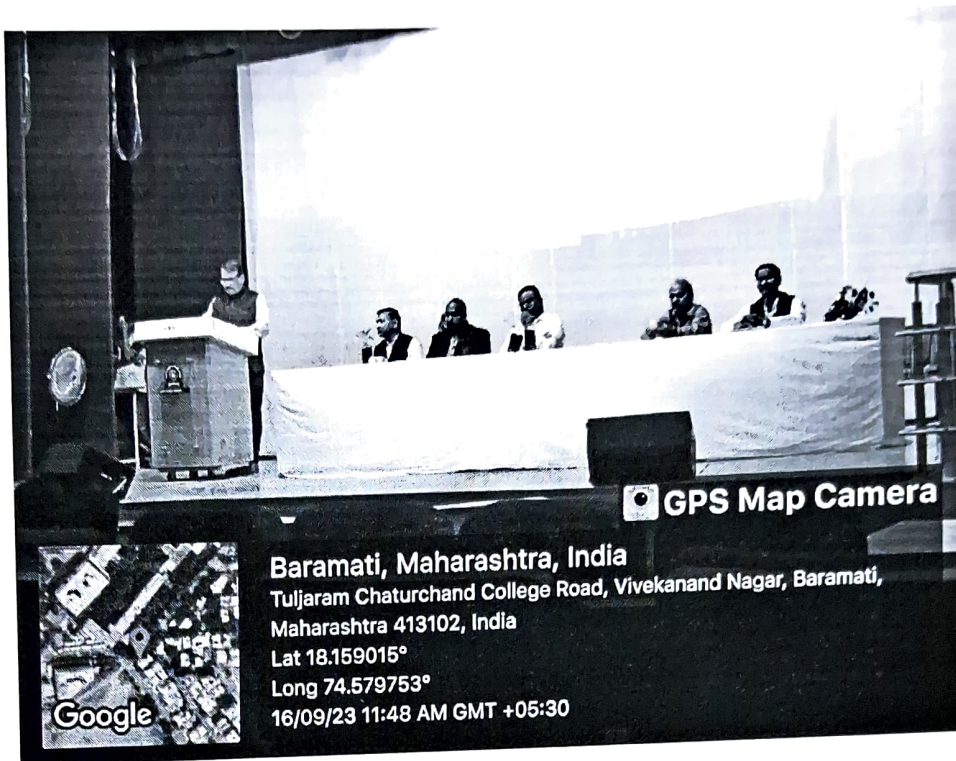 GPS Map Camera
Baramati, Maharashtra, India
Tuljaram Chaturchand College Road, Vivekanand Nagar, Baramati,
Maharashtra 413102, India
Lat 18.159015°
Long 74.579753°
16/09/23 11:48 AM GMT +05:30
Google